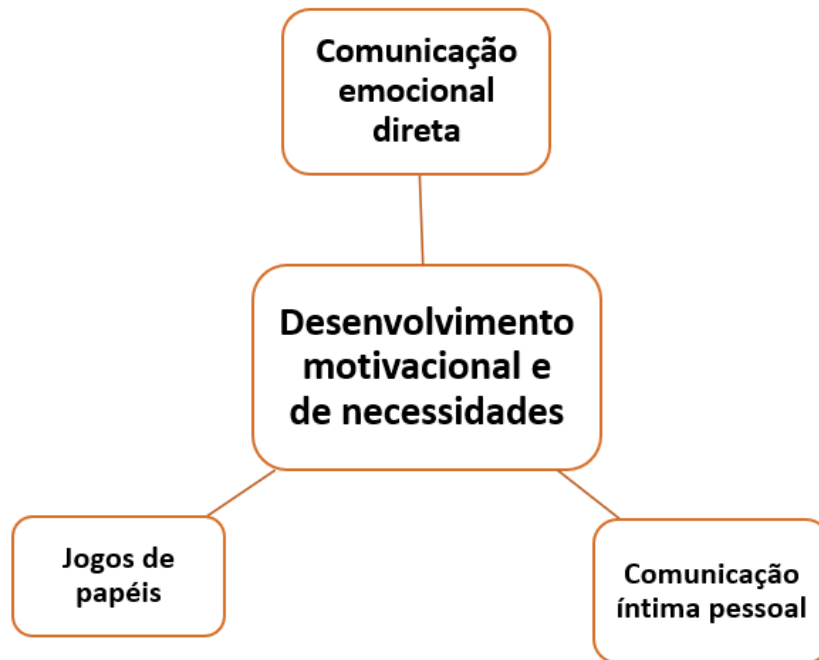 Comunicação
emocional
direta
Desenvolvimento
motivacional e
de necessidades
Jogos de
papéis
Comunicação
íntima pessoal